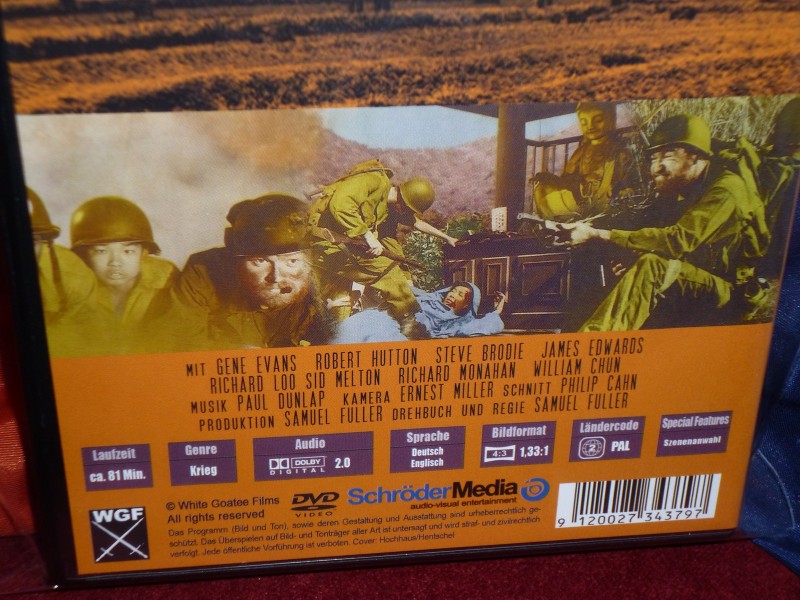 MIT GENE EVANS ROBERT HUTTON STEVE BRODIE JAMES EDWARDS
RICHARD LOO SID MELTON RICHARD MONAHAN WILLIAM CHUN
MUSIK PAUL DUNLAP KAMERA ERNEST MILLER SCHNITT PHILIP CAHN
PRODUKTION SAMUEL FULLER DREHBUCH UND REGIE SAMUEL FULLER
Laufzeit
ca. 81 Min.
Genre
Krieg
Audio
DOLBY DIGITAL 2.0
Sprache
Deutsch
Englisch
Bildformat
4:3 1,33:1
Ländercode
2 PAL
Special Features
Szenenanwahl
WGF
© White Goatee Films
All rights reserved
DVD VIDEO
SchröderMedia
audio-visual entertainment
Das Programm (Bild und Ton), sowie deren Gestaltung und Ausstattung sind urheberrechtlich ge-
schützt. Das Überspielen auf Bild- und Tonträger aller Art ist untersagt und wird straf- und zivilrechtlich
verfolgt. Jede öffentliche Vorführung ist verboten. Cover: Hochhaus/Hentschel
9 120027 343797